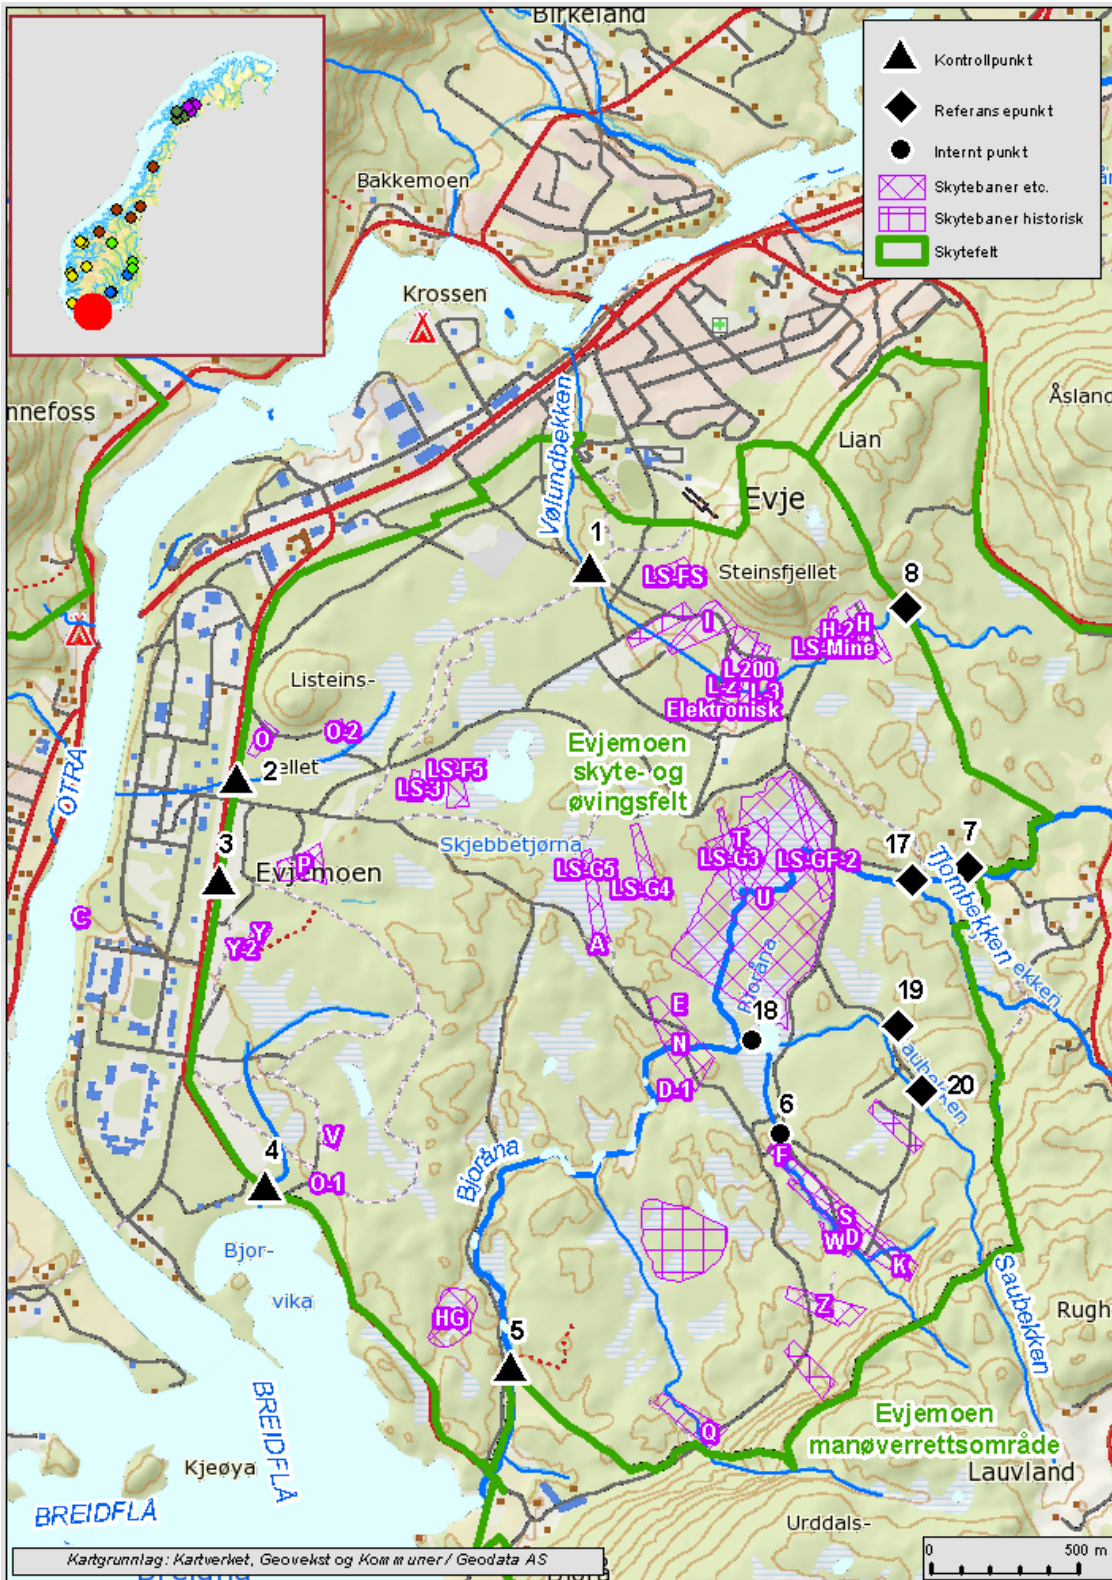 Birkeland
Kontrollpunkt
Referansepunkt
Internt punkt
Skytebaner etc.
Skytebaner historisk
Skytefelt
Bakkemoen
Krossen
nnefoss
Åsland
Lian
Vølundbekken
Evje
1
LS-FS
Steinsfjellet
8
I
H-2
H
LS-Mine
L200
L-2
L-3
Elektronisk
Listeins-
O
O-2
ellet
2
OTRA
Evjemoen
skyte- og
øvingsfelt
LS-F5
LS-3
Skjebbetjørna
3
P
Evjemoen
T
LS-G3
LS-GF-2
LS-G5
LS-G4
U
17
7
Tjombekken
ekken
C
Y
Y-2
A
Bjoråna
E
18
19
N
D-1
aubekken
20
6
F
4
V
O-1
Bjoråna
S
D
W
K
Bjor-
vika
Z
HG
5
Saubekken
Rugh
BREIDFLÅ
Q
Evjemoen
manøverrettsområde
Kjeøya
Lauvland
BREIDFLÅ
Urddals-
Kartgrunnlag: Kartverket, Geovekst og Kommuner / Geodata AS
0
500 m